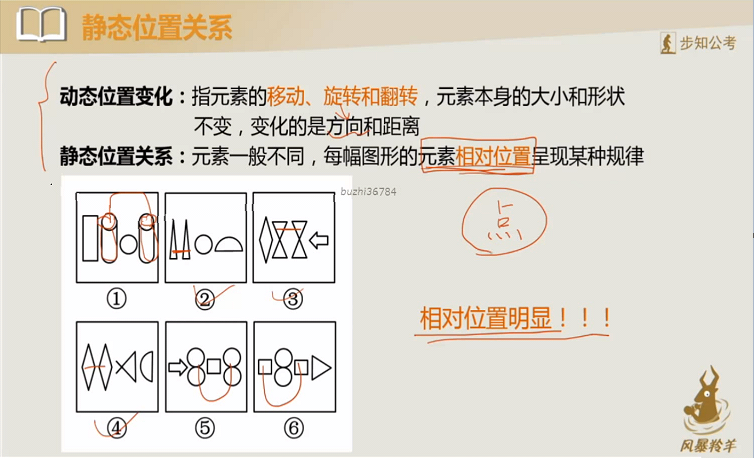 静态位置关系
步知公考
动态位置变化：指元素的移动、旋转和翻转，元素本身的大小和形状
不变，变化的是方向和距离
静态位置关系：元素一般不同，每幅图形的元素相对位置呈现某种规律
buzhi36784
点
①
②
③
相对位置明显！！！
④
⑤
⑥
风暴羚羊